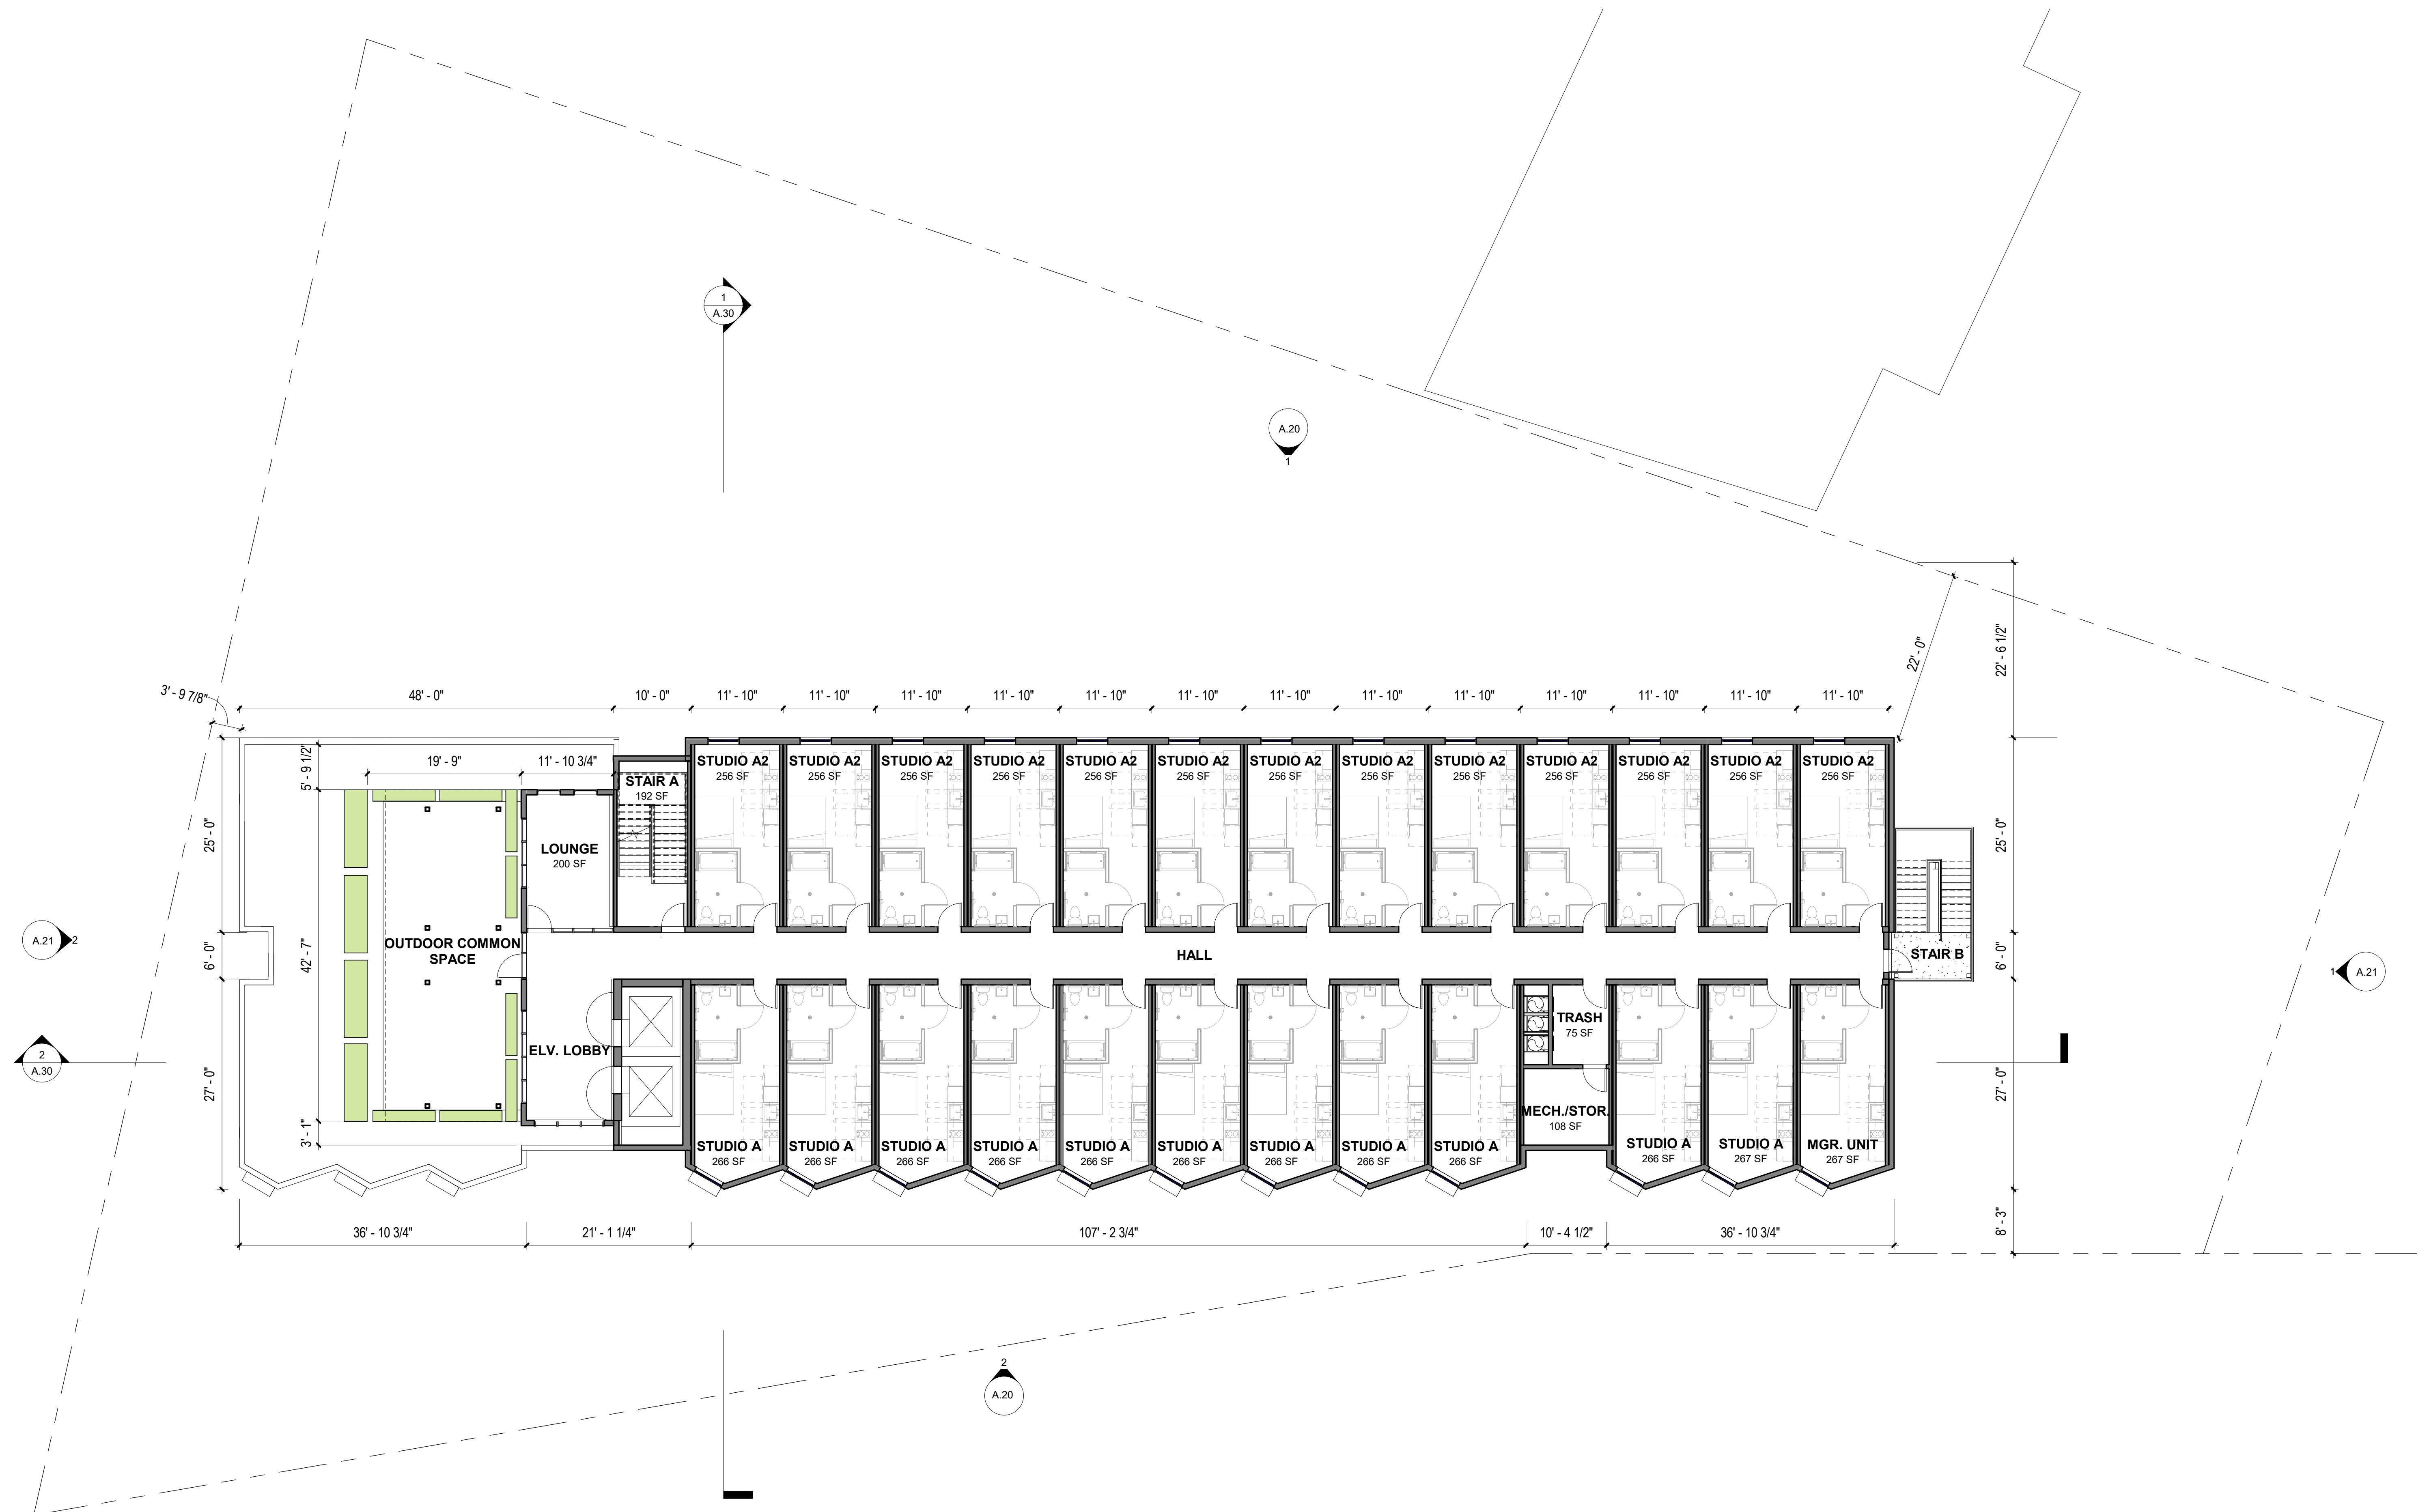 1
A.30
A.20
1
22' - 0"
22' - 6 1/2"
3' - 9 7/8"
48' - 0"
10' - 0"
11' - 10"
11' - 10"
11' - 10"
11' - 10"
11' - 10"
11' - 10"
11' - 10"
11' - 10"
11' - 10"
11' - 10"
11' - 10"
11' - 10"
11' - 10"
5' - 9 1/2"
19' - 9"
11' - 10 3/4"
STAIR A
192 SF
STUDIO A2
256 SF
STUDIO A2
256 SF
STUDIO A2
256 SF
STUDIO A2
256 SF
STUDIO A2
256 SF
STUDIO A2
256 SF
STUDIO A2
256 SF
STUDIO A2
256 SF
STUDIO A2
256 SF
STUDIO A2
256 SF
STUDIO A2
256 SF
STUDIO A2
256 SF
STUDIO A2
256 SF
25' - 0"
LOUNGE
200 SF
25' - 0"
A.21
2
6' - 0"
42' - 7"
OUTDOOR COMMON
SPACE
HALL
STAIR B
6' - 0"
1
A.21
2
A.30
27' - 0"
ELV. LOBBY
TRASH
75 SF
MECH./STOR.
108 SF
27' - 0"
3' - 1"
STUDIO A
266 SF
STUDIO A
266 SF
STUDIO A
266 SF
STUDIO A
266 SF
STUDIO A
266 SF
STUDIO A
266 SF
STUDIO A
266 SF
STUDIO A
266 SF
STUDIO A
266 SF
STUDIO A
266 SF
STUDIO A
267 SF
MGR. UNIT
267 SF
36' - 10 3/4"
21' - 1 1/4"
107' - 2 3/4"
10' - 4 1/2"
36' - 10 3/4"
8' - 3"
2
A.20